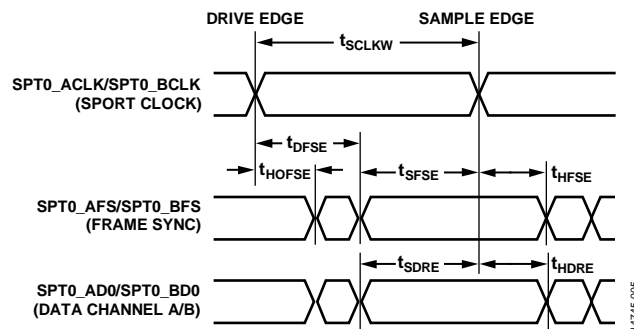 DRIVE EDGE
SAMPLE EDGE
tSCLKW
SPT0_ACLK/SPT0_BCLK
(SPORT CLOCK)
tDFSE
tHOFSE
tSFSE
tHFSE
SPT0_AFS/SPT0_BFS
(FRAME SYNC)
tSDRE
tHDRE
SPT0_AD0/SPT0_BD0
(DATA CHANNEL A/B)